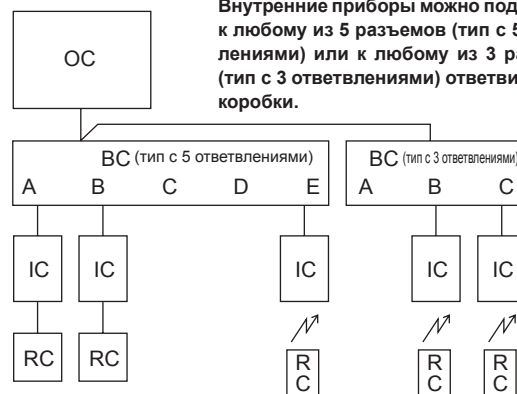 Внутренние приборы можно под
к любому из 5 разъемов (тип с 5
лениями) или к любому из 3 ра
(тип с 3 ответвлениями) ответви
коробки.
OC
BC (тип с 5 ответвлениями)
BC (тип с 3 ответвлениями)
A B C D E
A B C
IC IC IC IC IC
RC RC
R R R
C C C